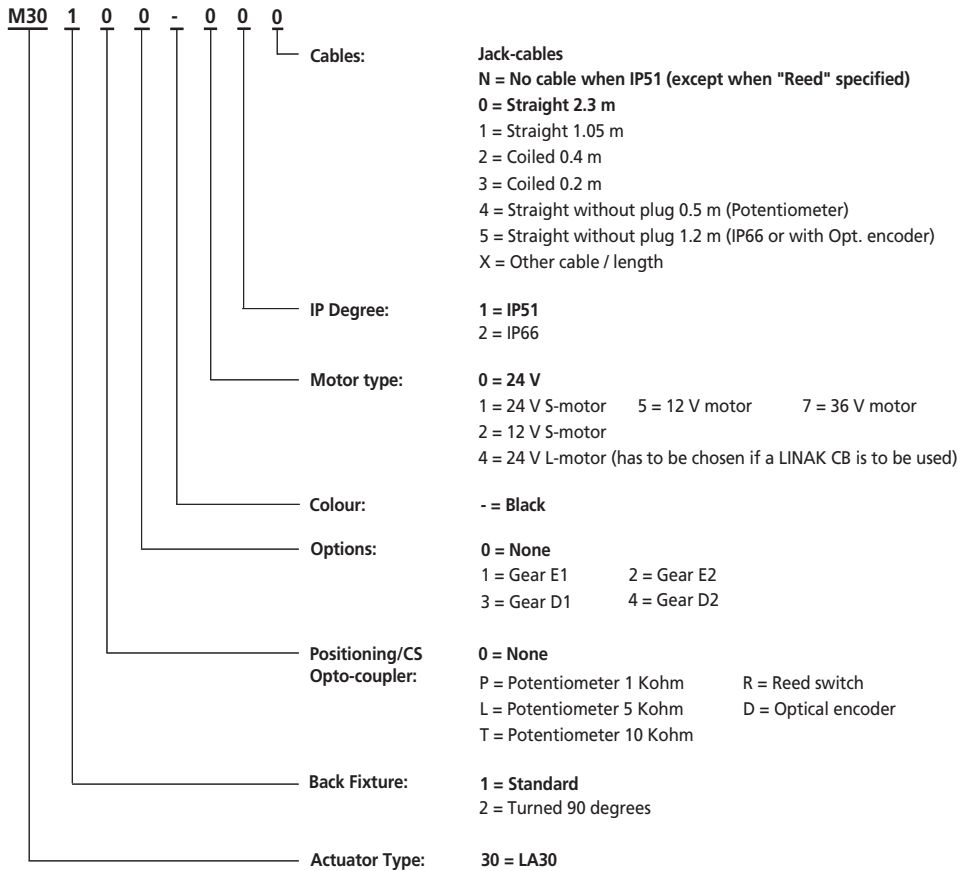 M30 1 0 0 - 0 0 0
Cables: Jack-cables
N = No cable when IP51 (except when "Reed" specified)
0 = Straight 2.3 m
1 = Straight 1.05 m
2 = Coiled 0.4 m
3 = Coiled 0.2 m
4 = Straight without plug 0.5 m (Potentiometer)
5 = Straight without plug 1.2 m (IP66 or with Opt. encoder)
X = Other cable / length
IP Degree: 1 = IP51
2 = IP66
Motor type: 0 = 24 V
1 = 24 V S-motor 5 = 12 V motor 7 = 36 V motor
2 = 12 V S-motor
4 = 24 V L-motor (has to be chosen if a LINAK CB is to be used)
Colour: - = Black
Options: 0 = None
1 = Gear E1 2 = Gear E2
3 = Gear D1 4 = Gear D2
Positioning/CS 0 = None
Opto-coupler: P = Potentiometer 1 Kohm R = Reed switch
L = Potentiometer 5 Kohm D = Optical encoder
T = Potentiometer 10 Kohm
Back Fixture: 1 = Standard
2 = Turned 90 degrees
Actuator Type: 30 = LA30